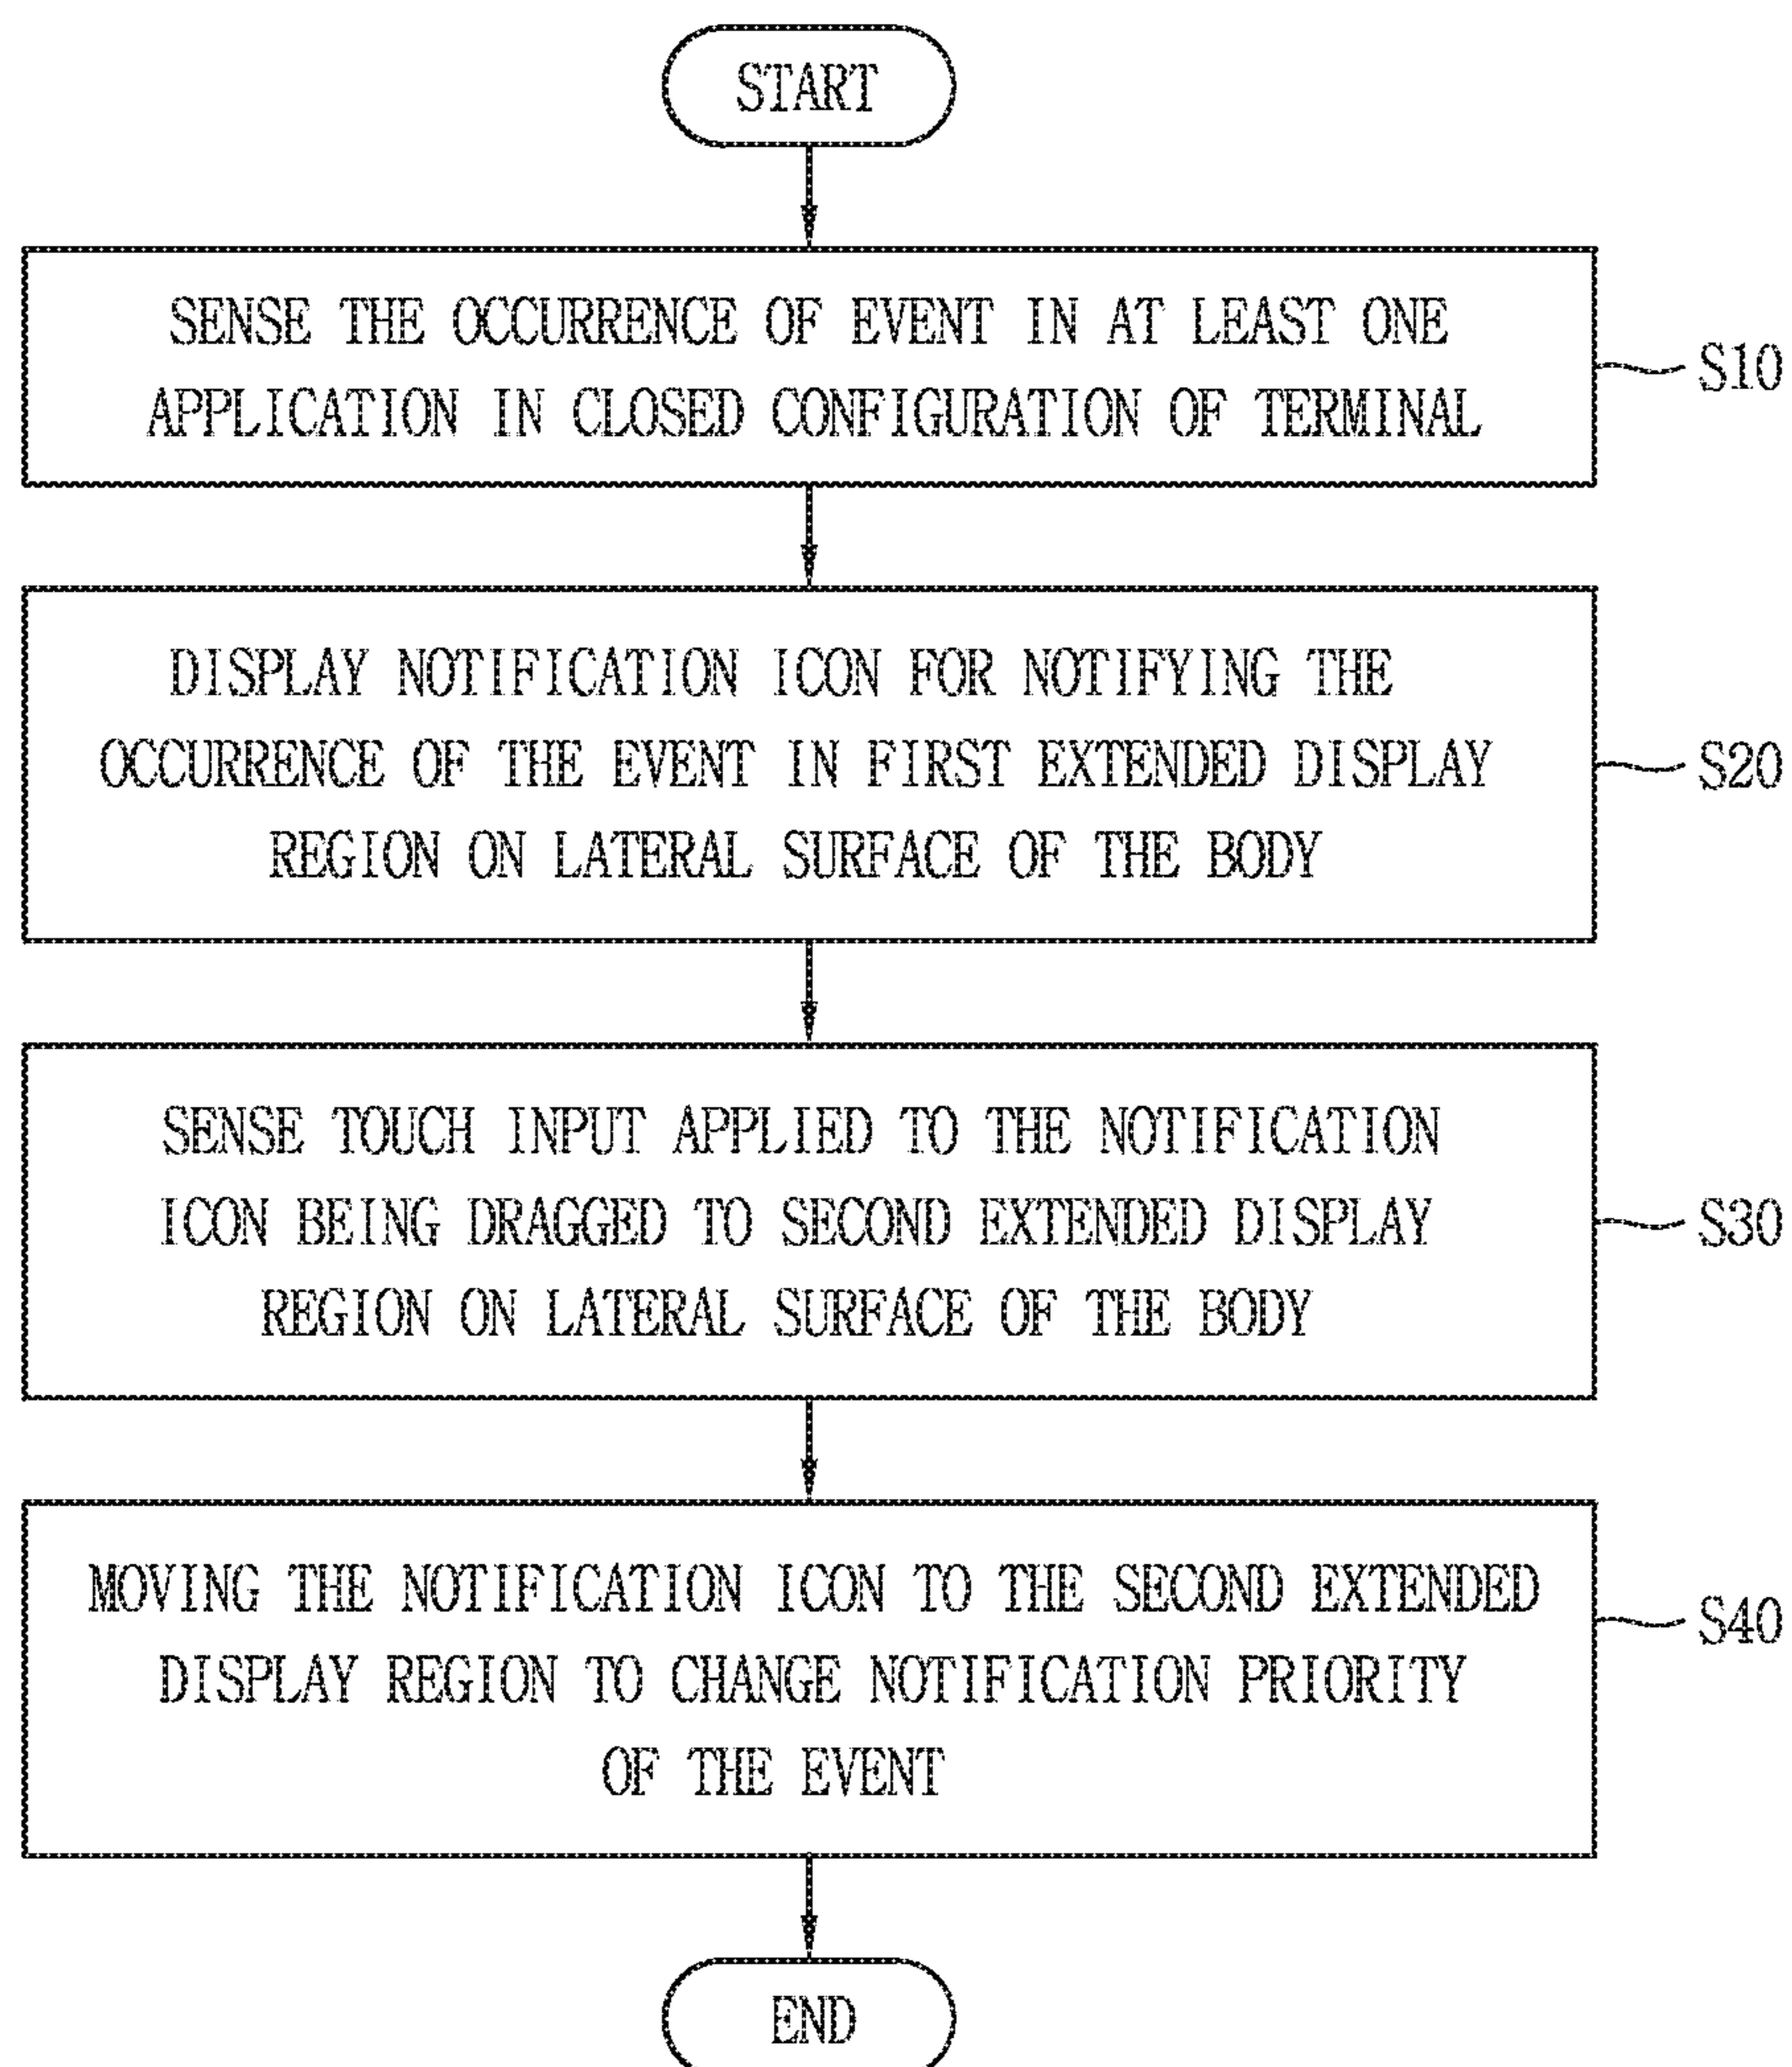 START
SENSE THE OCCURRENCE OF EVENT IN AT LEAST ONE
APPLICATION IN CLOSED CONFIGURATION OF TERMINAL
S10
DISPLAY NOTIFICATION ICON FOR NOTIFYING THE
OCCURRENCE OF THE EVENT IN FIRST EXTENDED DISPLAY
REGION ON LATERAL SURFACE OF THE BODY
S20
SENSE TOUCH INPUT APPLIED TO THE NOTIFICATION
ICON BEING DRAGGED TO SECOND EXTENDED DISPLAY
REGION ON LATERAL SURFACE OF THE BODY
S30
MOVING THE NOTIFICATION ICON TO THE SECOND EXTENDED
DISPLAY REGION TO CHANGE NOTIFICATION PRIORITY
OF THE EVENT
S40
END